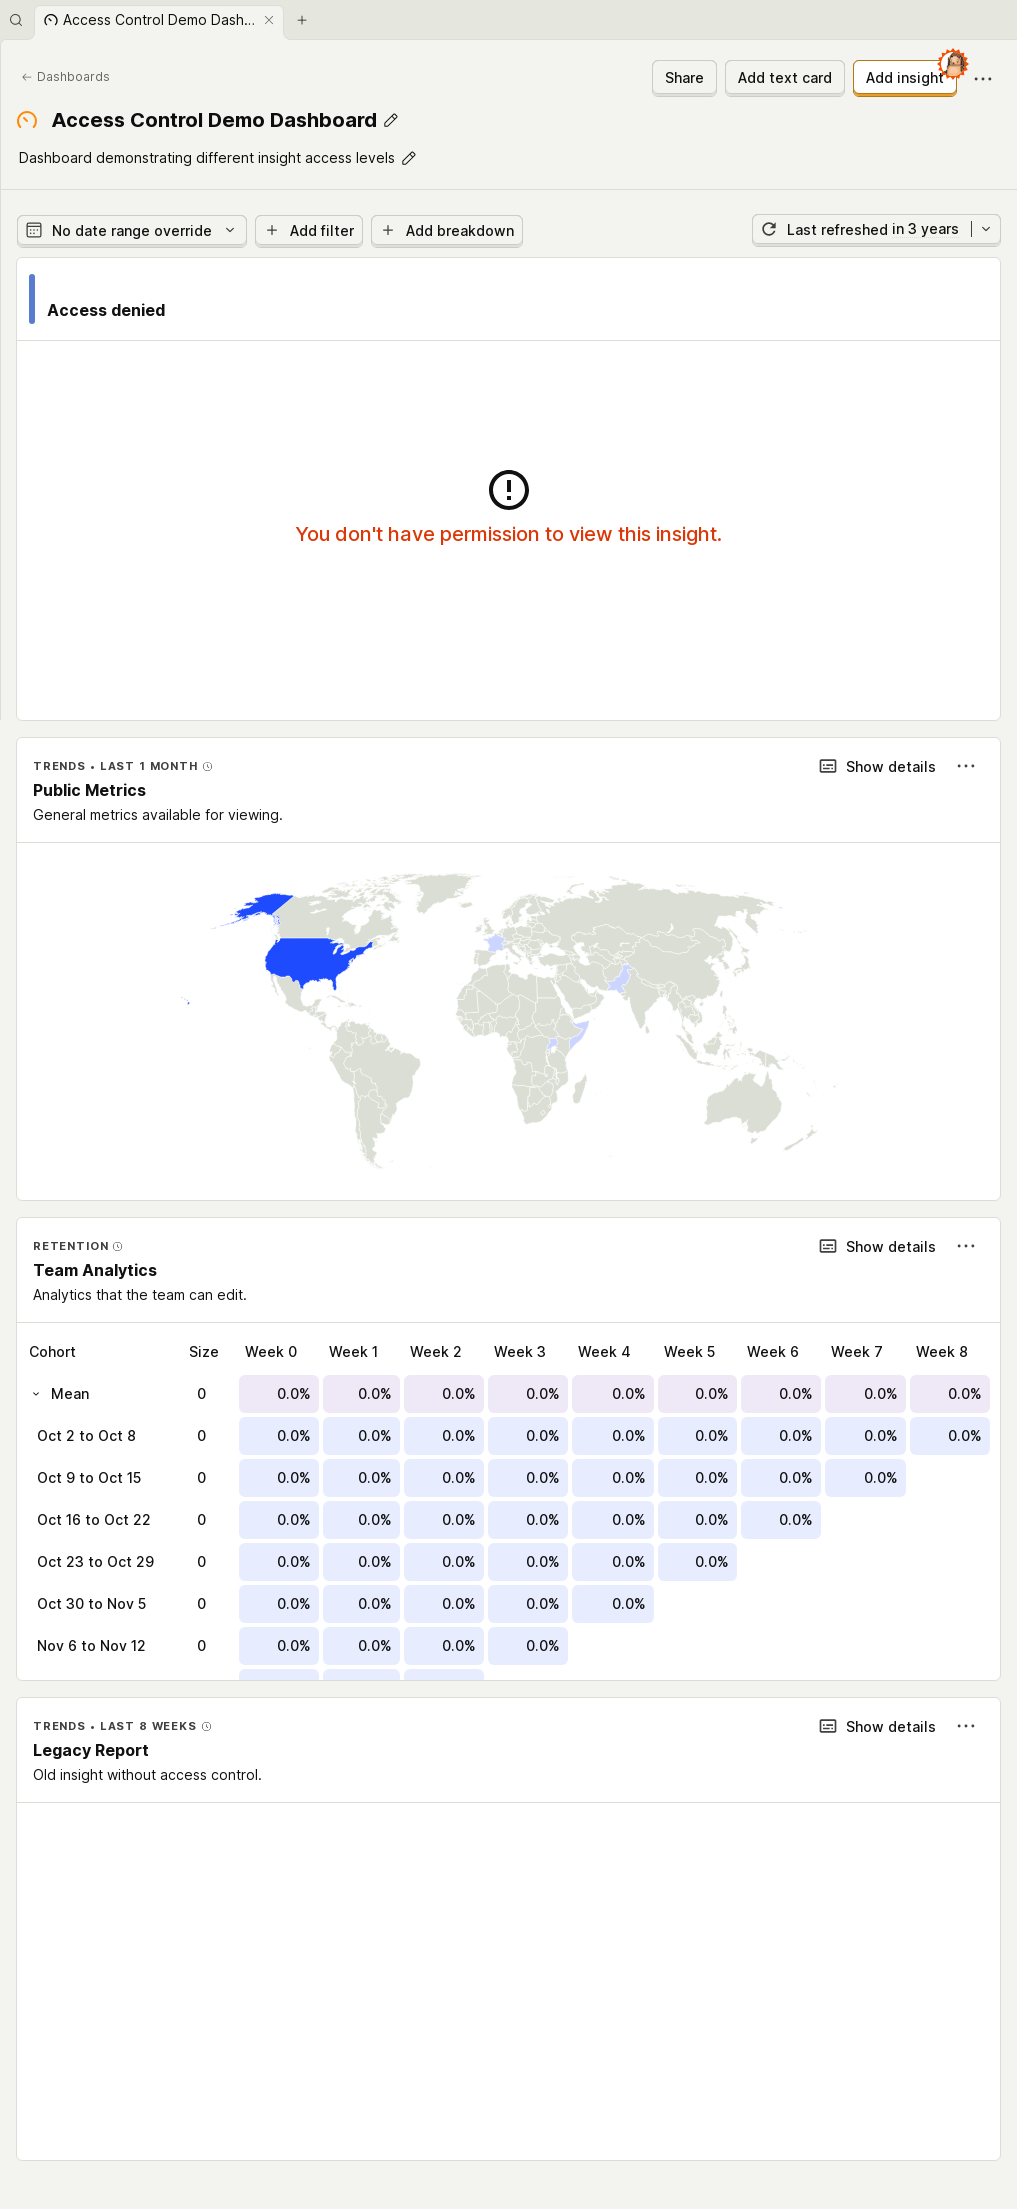 Access Control Demo Dash...
← Dashboards
Share
Add text card
Add insight
Access Control Demo Dashboard
Dashboard demonstrating different insight access levels
No date range override
Add filter
Add breakdown
Last refreshed in 3 years
Access denied
You don't have permission to view this insight.
TRENDS • LAST 1 MONTH
Show details
Public Metrics
General metrics available for viewing.
RETENTION
Show details
Team Analytics
Analytics that the team can edit.
Cohort Size Week 0 Week 1 Week 2 Week 3 Week 4 Week 5 Week 6 Week 7 Week 8
Mean 0 0.0% 0.0% 0.0% 0.0% 0.0% 0.0% 0.0% 0.0% 0.0%
Oct 2 to Oct 8 0 0.0% 0.0% 0.0% 0.0% 0.0% 0.0% 0.0% 0.0% 0.0%
Oct 9 to Oct 15 0 0.0% 0.0% 0.0% 0.0% 0.0% 0.0% 0.0% 0.0%
Oct 16 to Oct 22 0 0.0% 0.0% 0.0% 0.0% 0.0% 0.0% 0.0%
Oct 23 to Oct 29 0 0.0% 0.0% 0.0% 0.0% 0.0% 0.0%
Oct 30 to Nov 5 0 0.0% 0.0% 0.0% 0.0% 0.0%
Nov 6 to Nov 12 0 0.0% 0.0% 0.0% 0.0%
TRENDS • LAST 8 WEEKS
Show details
Legacy Report
Old insight without access control.